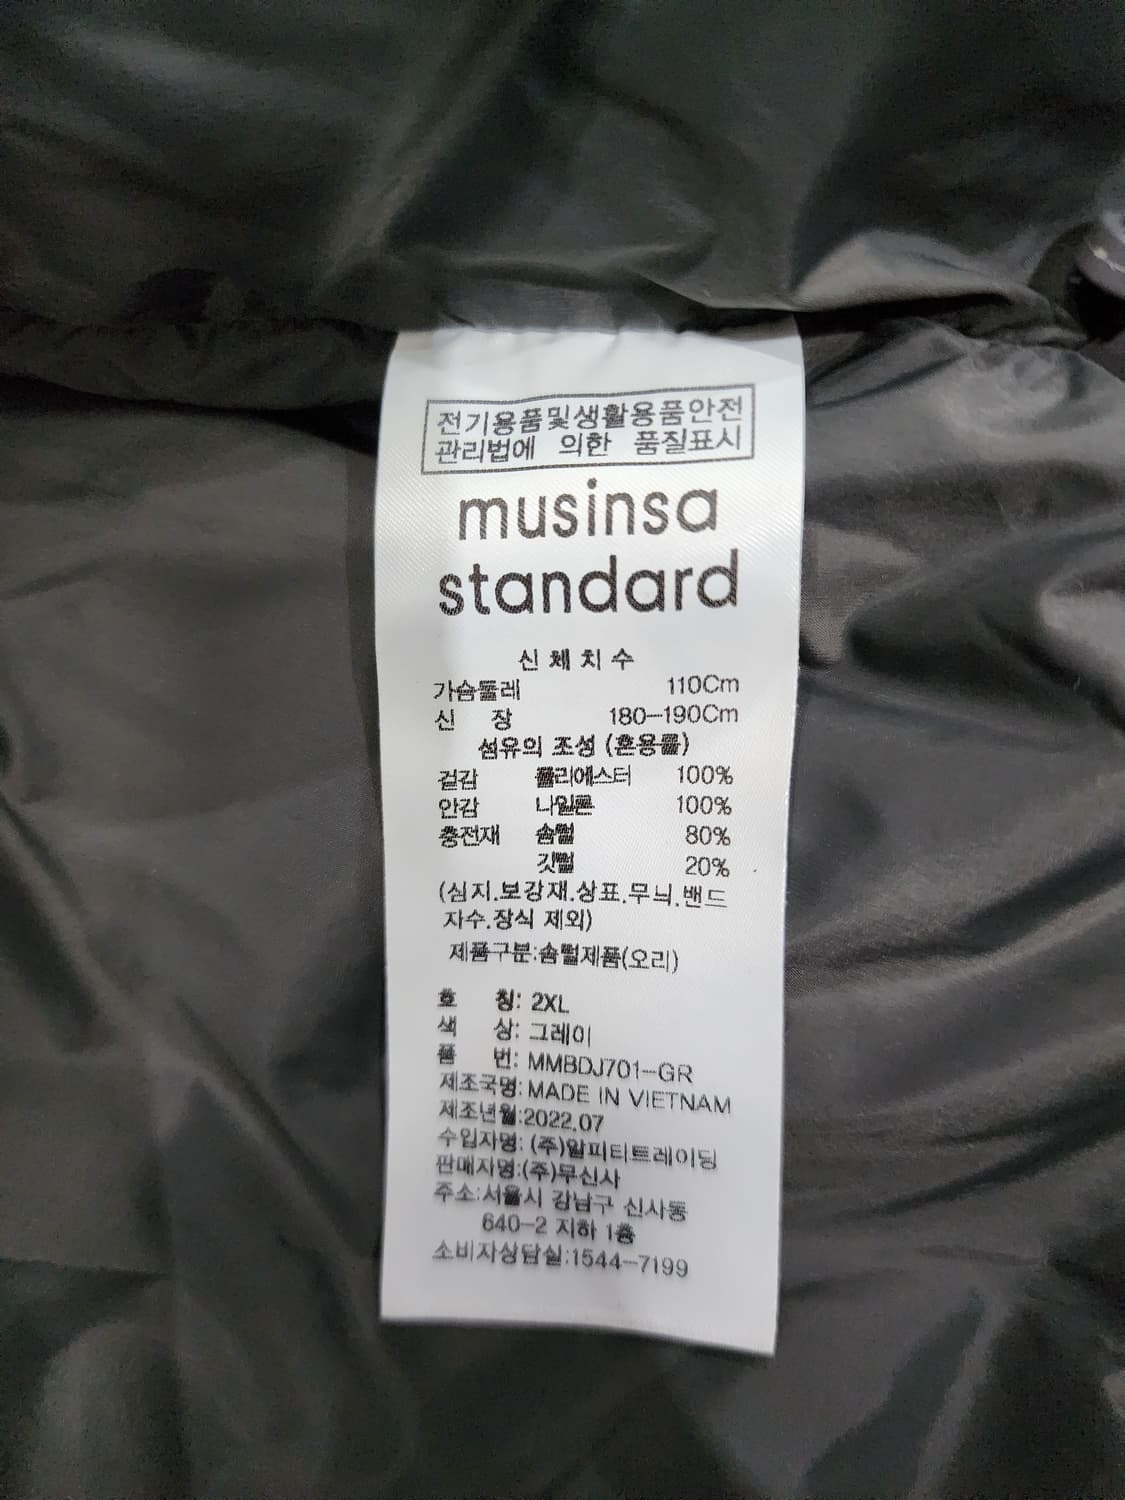 전기용품및생활용품안전
관리법에 의한 품질표시
musinsa
standard
신체치수
가슴둘레 110Cm
신 장 180-190Cm
섬유의 조성 (혼용률)
겉감 폴리에스터 100%
안감 나일론 100%
충전재 솜털 80%
깃털 20%
(심지.보강재.상표.무늬.밴드
자수.장식 제외)
제품구분:솜털제품(오리)
호 칭: 2XL
색 상: 그레이
품 번: MMBDJ701-GR
제조국명: MADE IN VIETNAM
제조년월:2022.07
수입자명: (주)알피티트레이딩
판매자명:(주)무신사
주소:서울시 강남구 신사동
640-2 지하 1층
소비자상담실:1544-7199